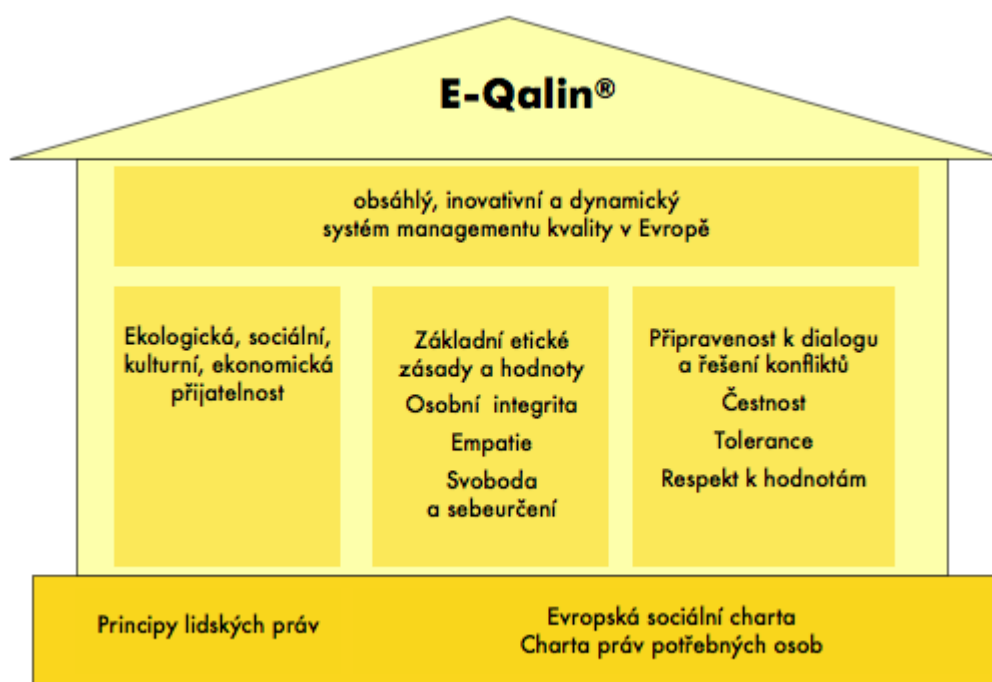 E-Qalin®
obsáhlý, inovativní a dynamický
systém managementu kvality v Evropě
Ekologická, sociální,
kulturní, ekonomická
přijatelnost
Základní etické
zásady a hodnoty
Osobní integrita
Empatie
Svoboda
a sebeurčení
Připravenost k dialogu
a řešení konfliktů
Čestnost
Tolerance
Respekt k hodnotám
Principy lidských práv
Evropská sociální charta
Charta práv potřebných osob